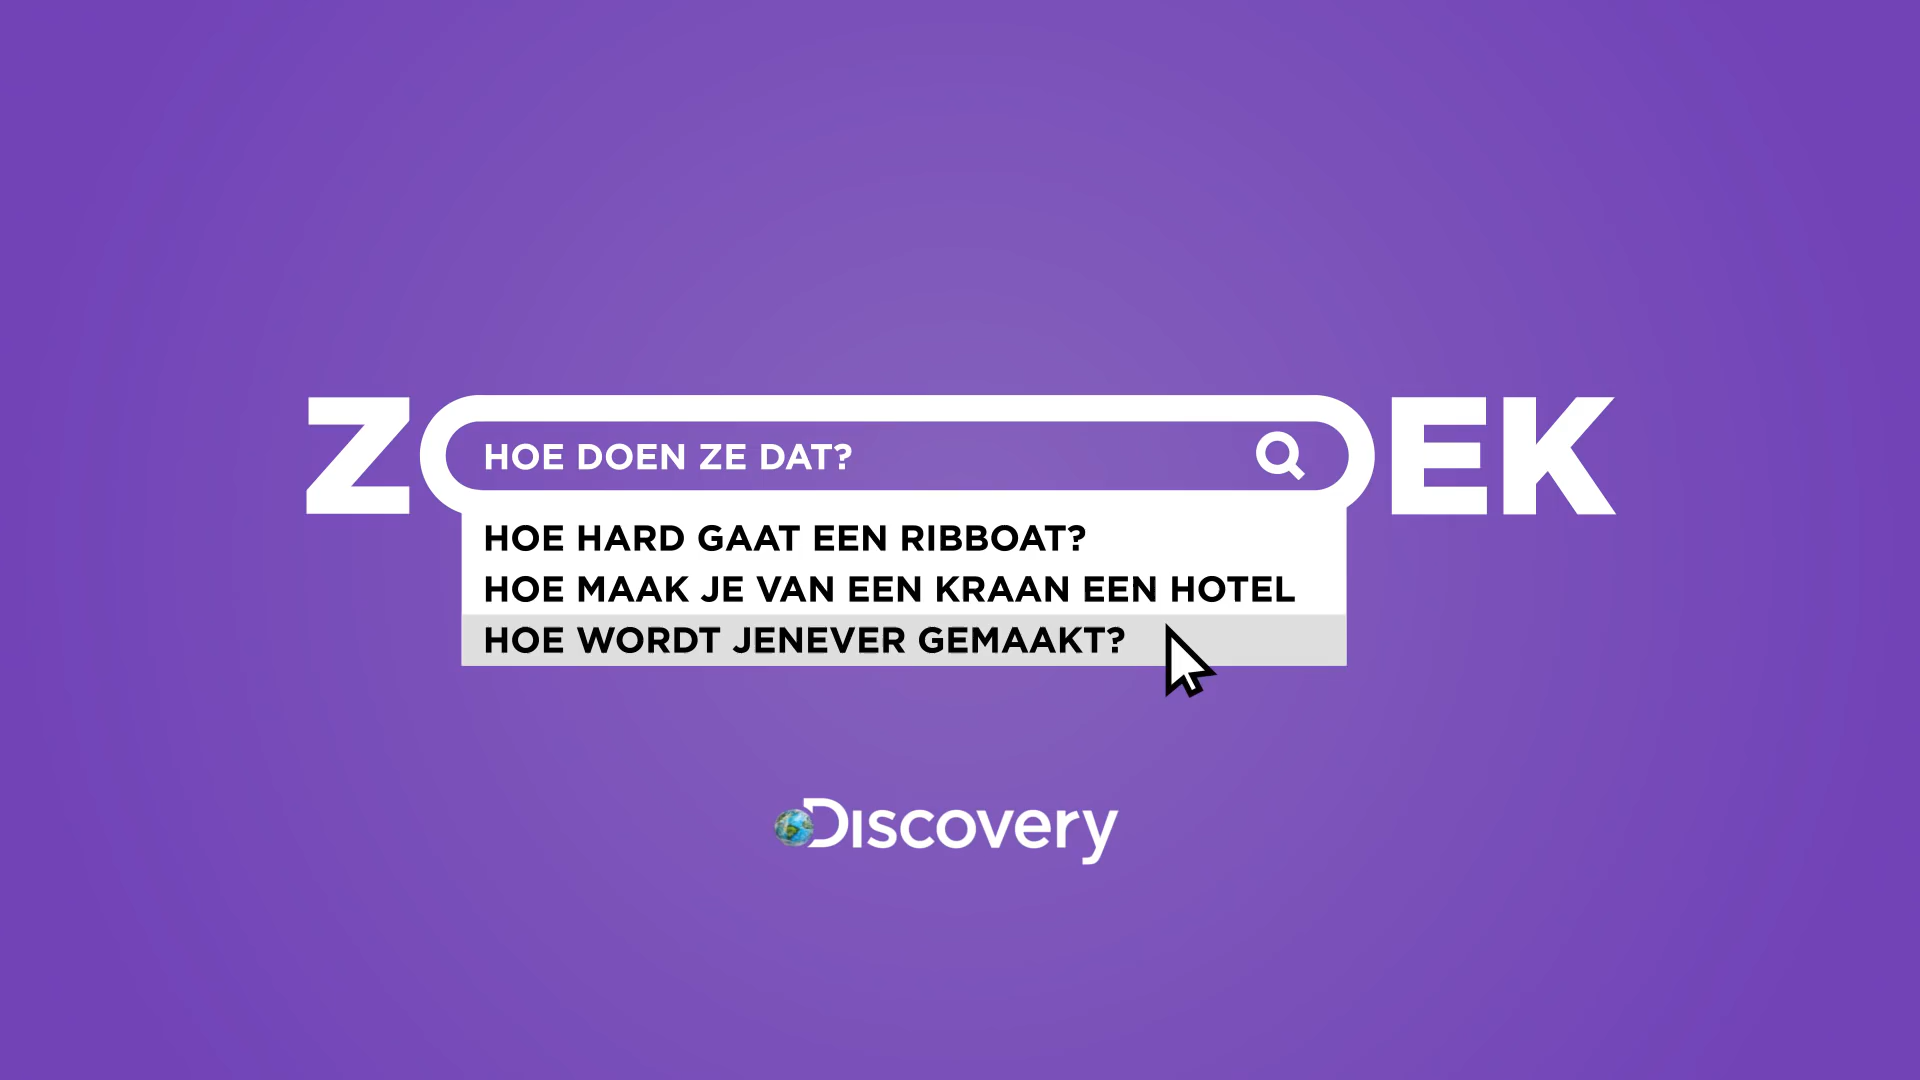 ZOEK
HOE DOEN ZE DAT?
HOE HARD GAAT EEN RIBBOAT?
HOE MAAK JE VAN EEN KRAAN EEN HOTEL
HOE WORDT JENEVER GEMAAKT?
Discovery